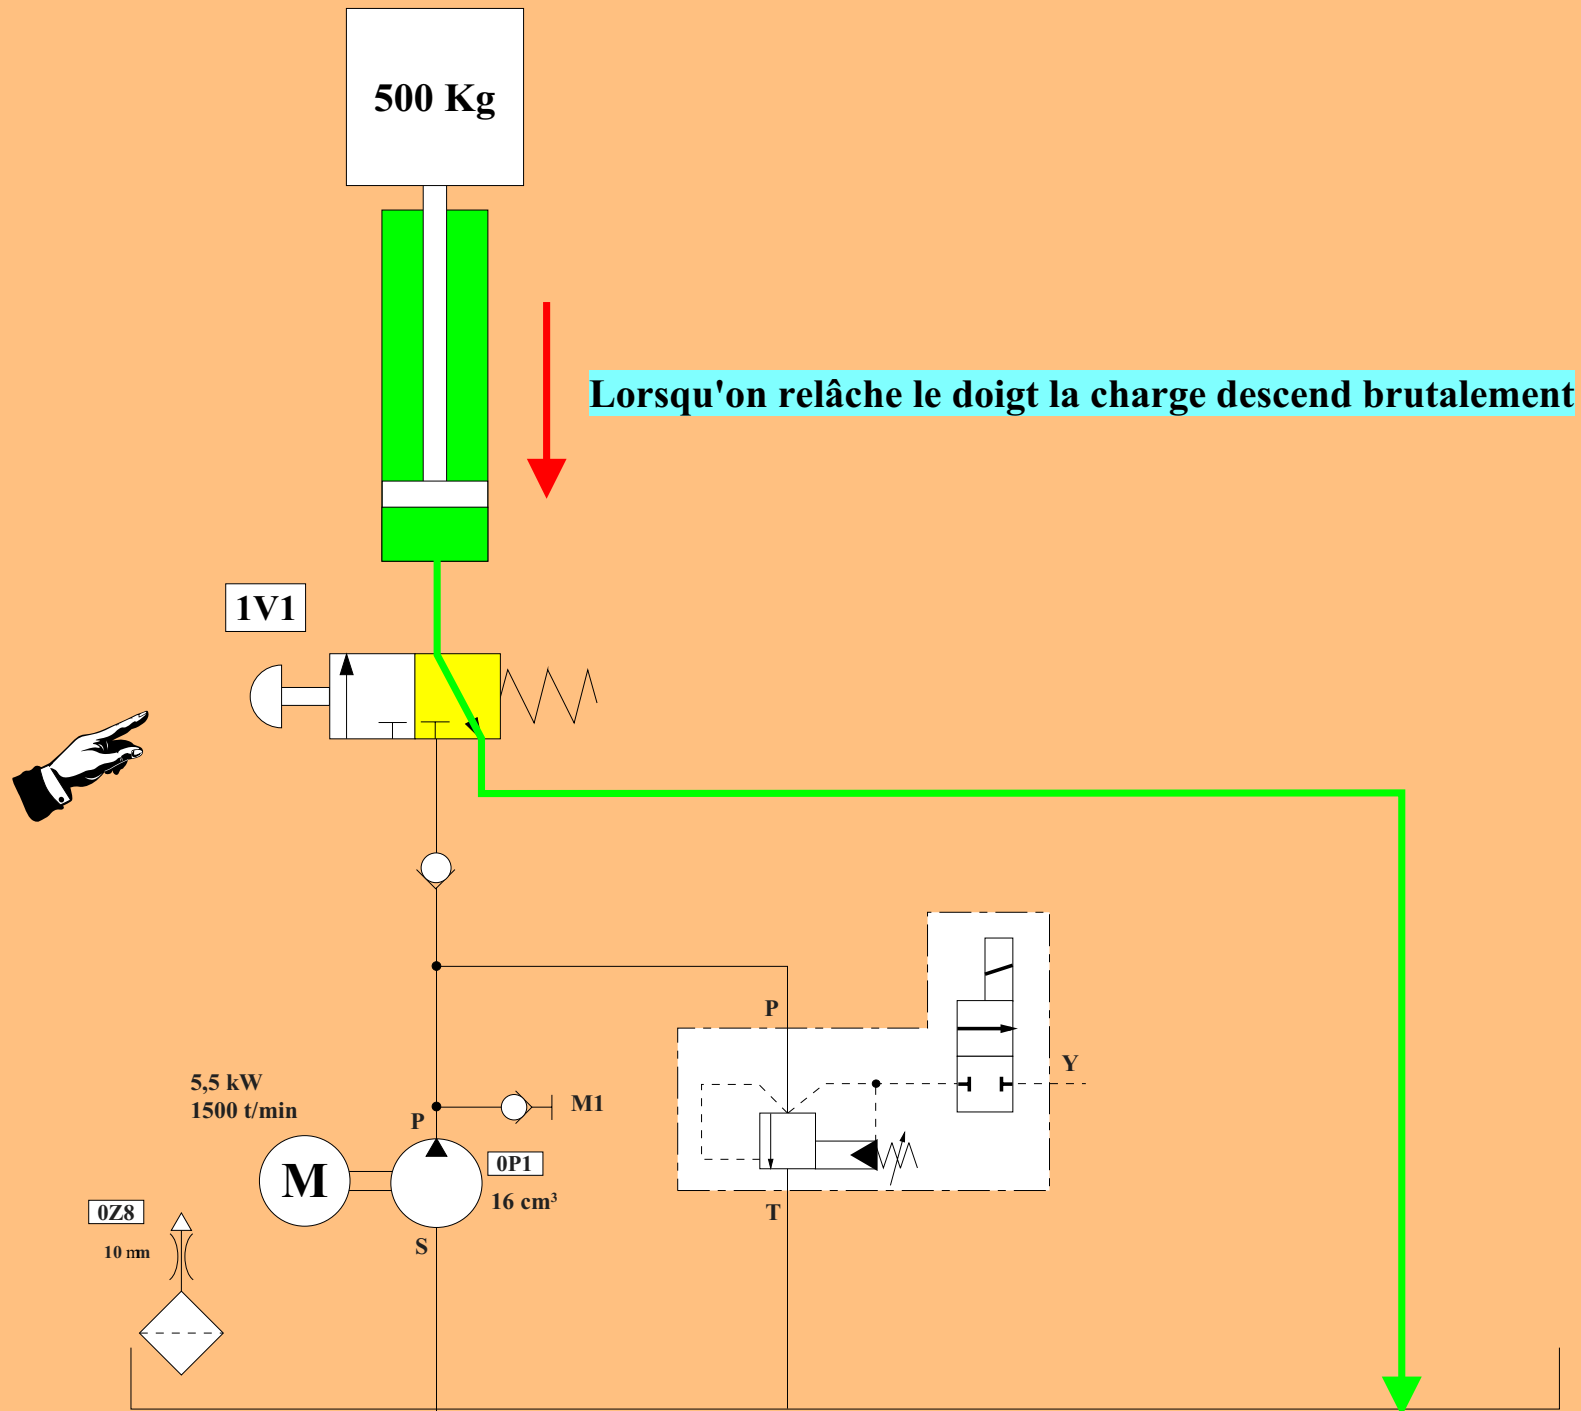 500 Kg
Lorsqu'on relâche le doigt la charge descend brutalement
1V1
P
Y
5,5 kW
1500 t/min
M1
P
M
0P1
16 cm³
0Z8
T
S
10 mm